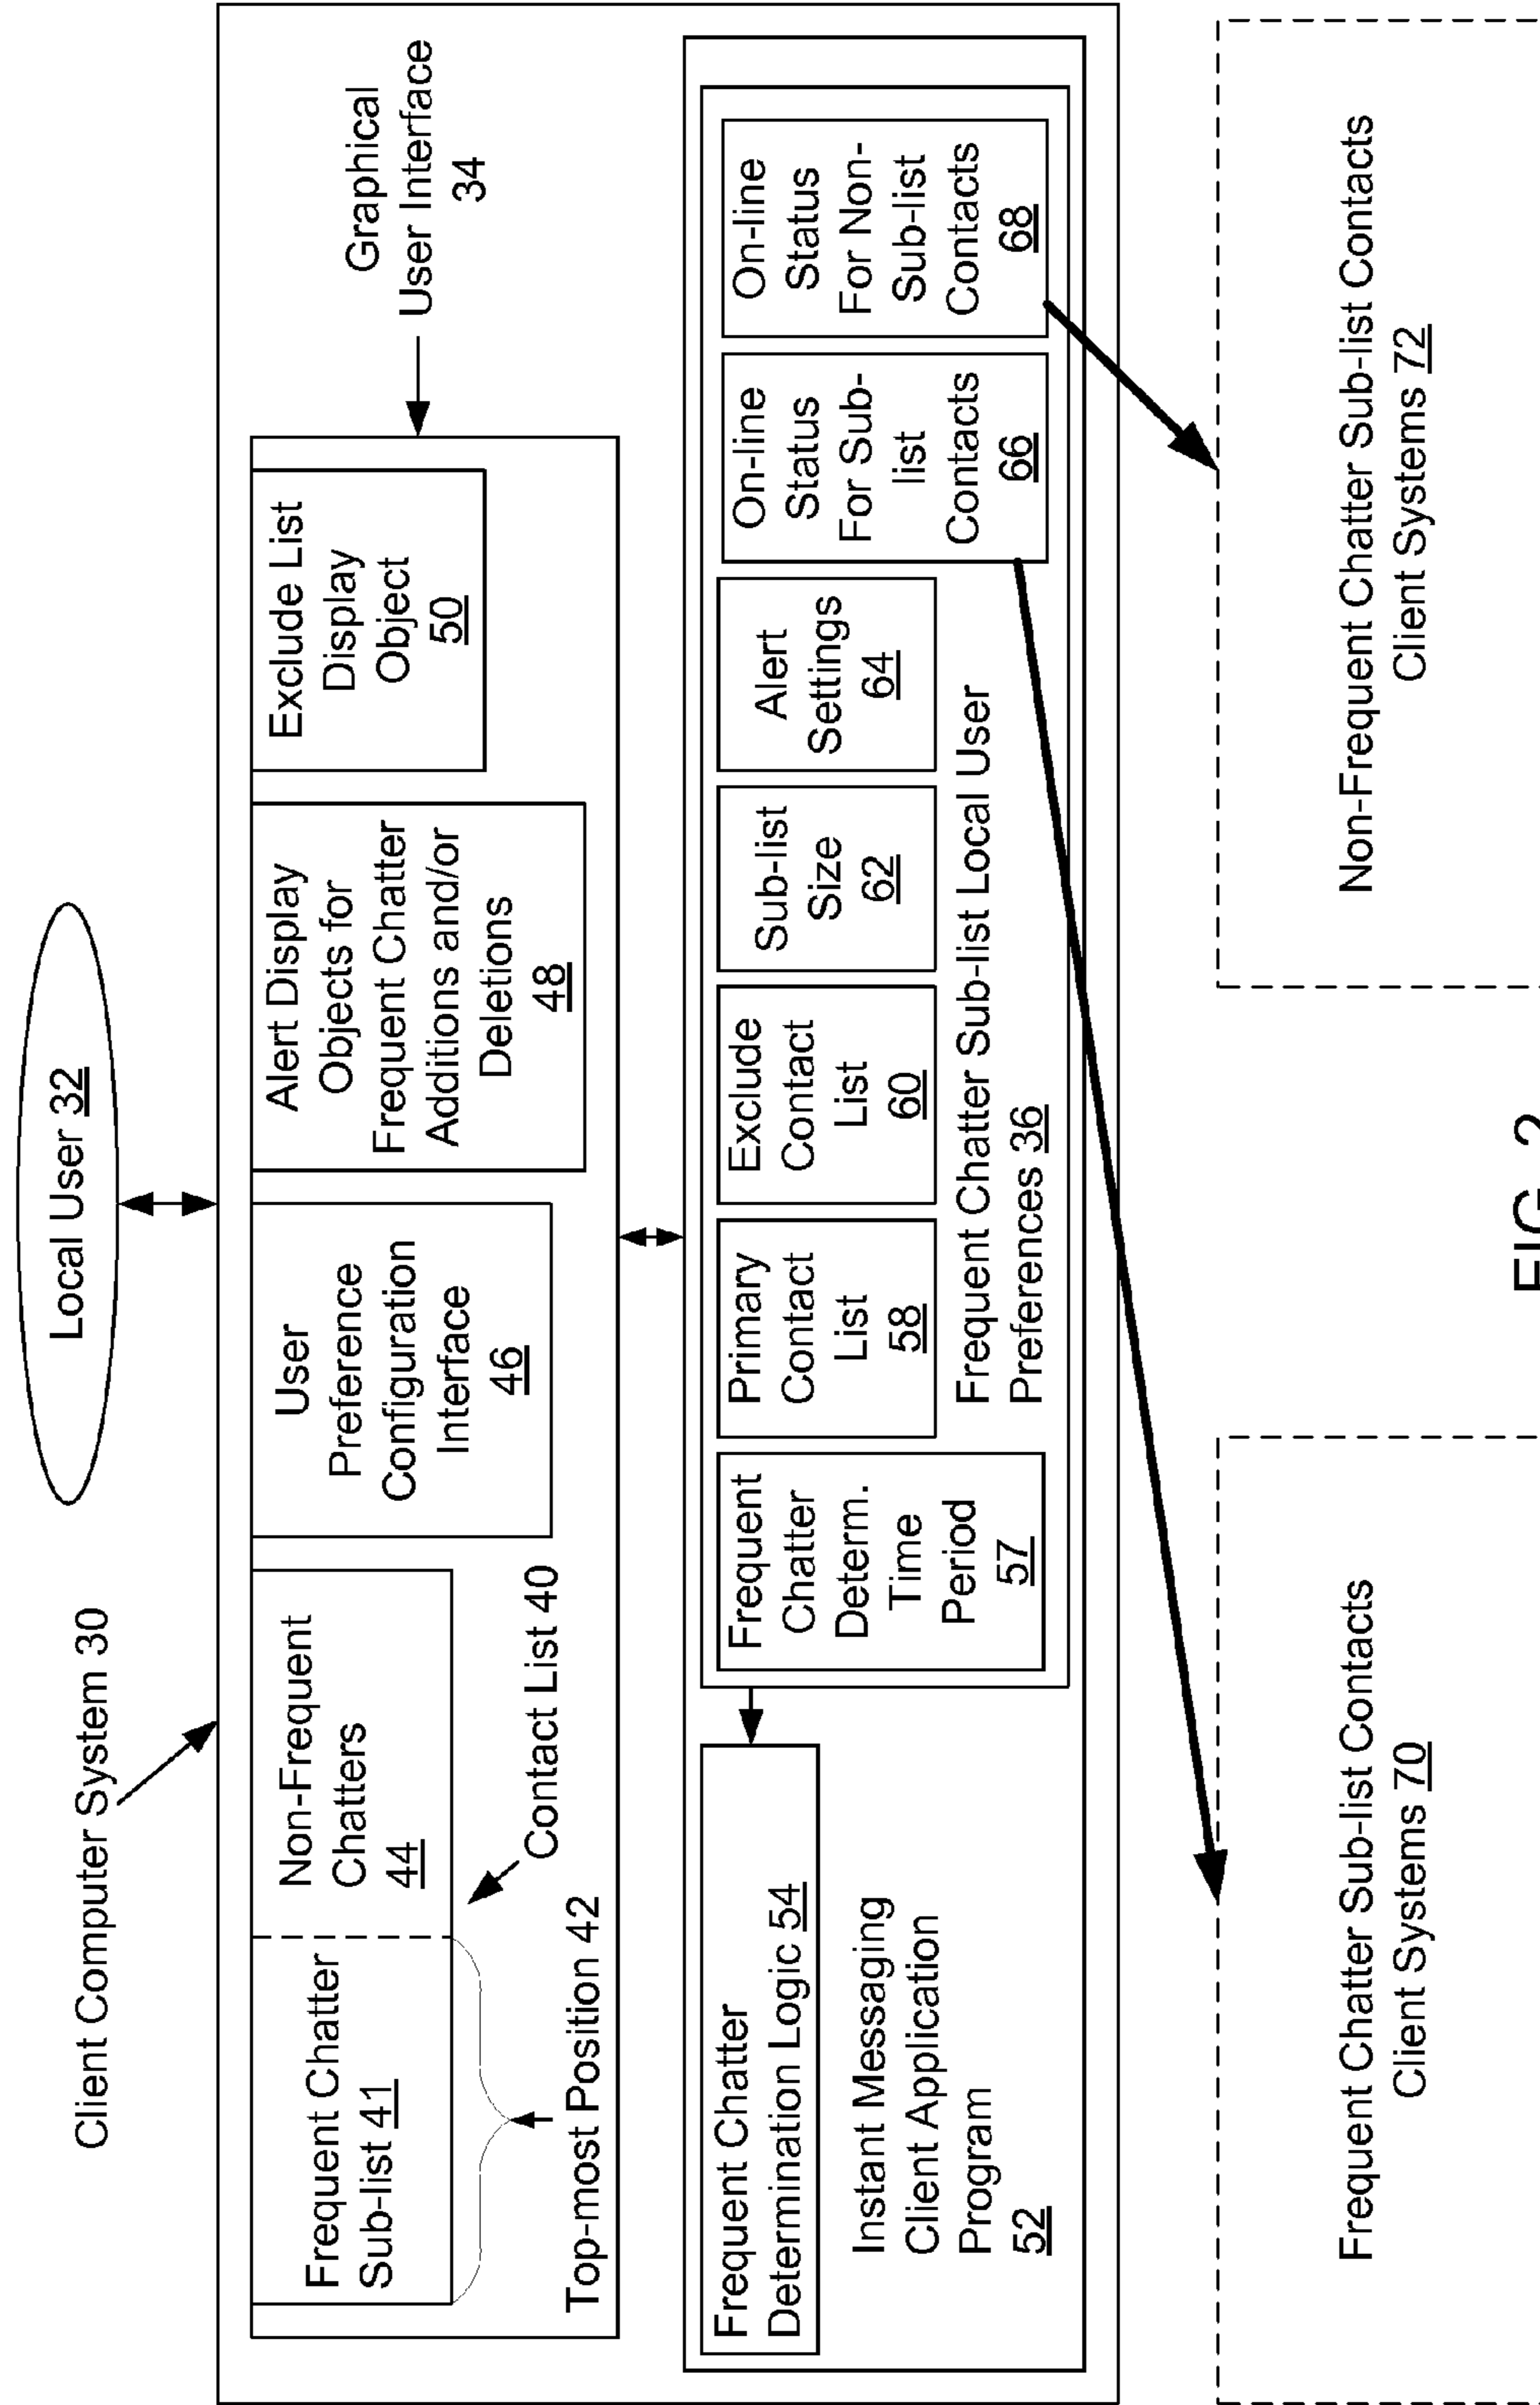 Local User 32
Client Computer System 30
Frequent Chatter
Sub-list 41
Non-Frequent
Chatters
44
Contact List 40
Top-most Position 42
User
Preference
Configuration
Interface
46
Alert Display
Objects for
Frequent Chatter
Additions and/or
Deletions
48
Exclude List
Display
Object
50
Graphical
User Interface
34
Frequent Chatter
Determination Logic 54
Instant Messaging
Client Application
Program
52
Frequent
Chatter
Determ.
Time
Period
57
Primary
Contact
List
58
Exclude
Contact
List
60
Sub-list
Size
62
Alert
Settings
64
Frequent Chatter Sub-list Local User
Preferences 36
On-line
Status
For Sub-
list
Contacts
66
On-line
Status
For Non-
Sub-list
Contacts
68
Frequent Chatter Sub-list Contacts
Client Systems 70
Non-Frequent Chatter Sub-list Contacts
Client Systems 72
FIG. 2